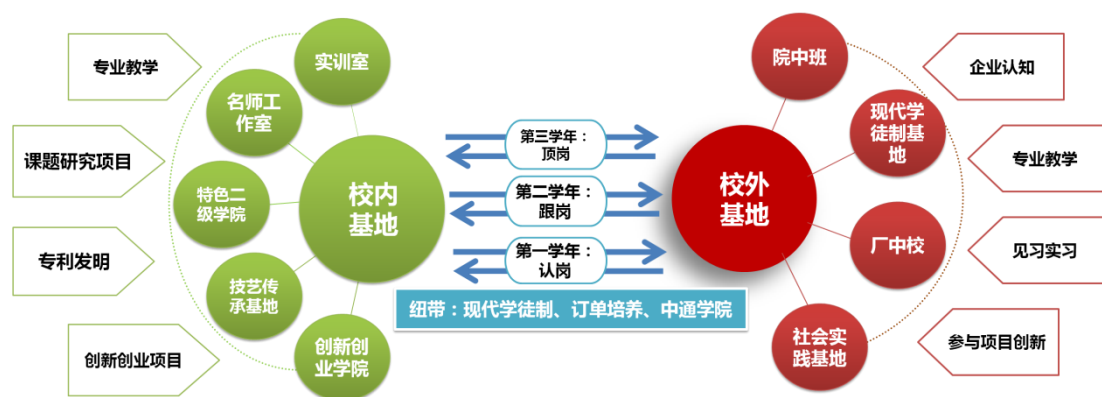 专业教学
课题研究项目
专利发明
创新创业项目
实训室
名师工
作室
特色二
级学院
技艺传
承基地
创新创
业学院
校内
基地
第三学年：
顶岗
第二学年：
跟岗
第一学年：
认岗
纽带：现代学徒制、订单培养、中通学院
校外
基地
院中班
现代学
徒制基
地
厂中校
社会实
践基地
企业认知
专业教学
见习实习
参与项目创新